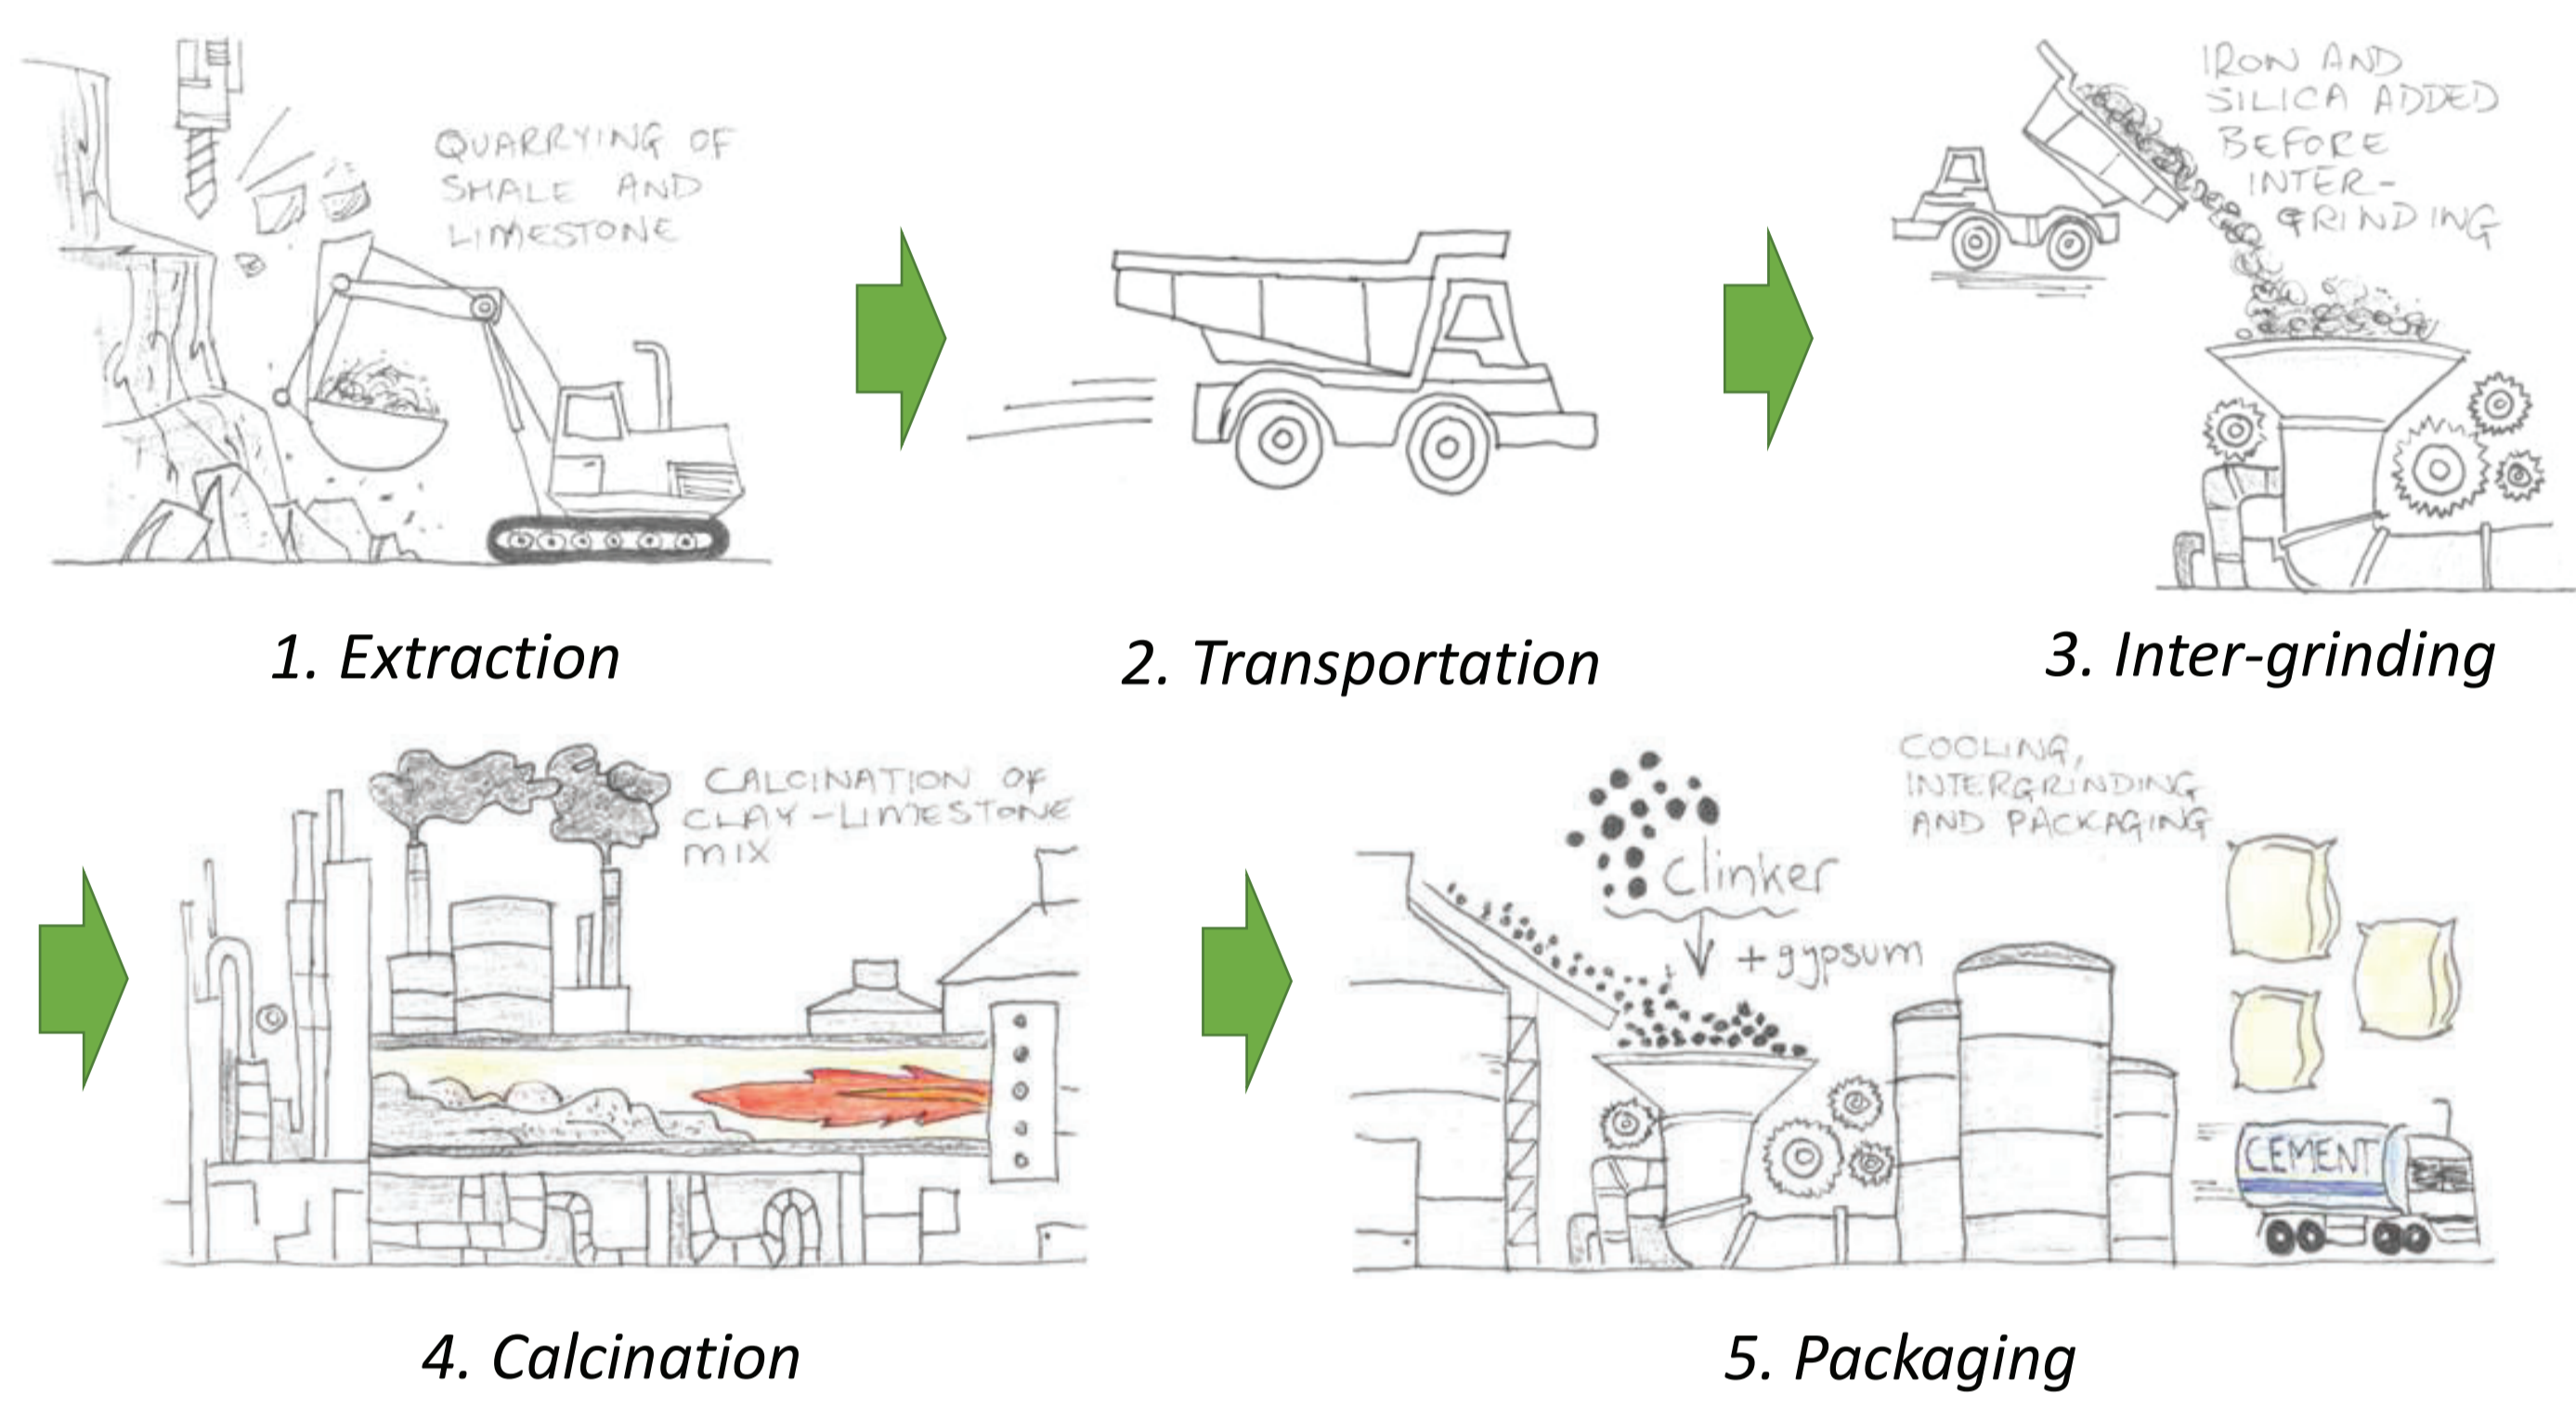 QUARRYING OF
SHALE AND
LIMESTONE
IRON AND
SILICA ADDED
BEFORE
INTER-
GRINDING
1. Extraction
2. Transportation
3. Inter-grinding
CALCINATION OF
CLAY-LIMESTONE
MIX
COOLING,
INTERGRINDING
AND PACKAGING
Clinker
+ gypsum
CEMENT
4. Calcination
5. Packaging